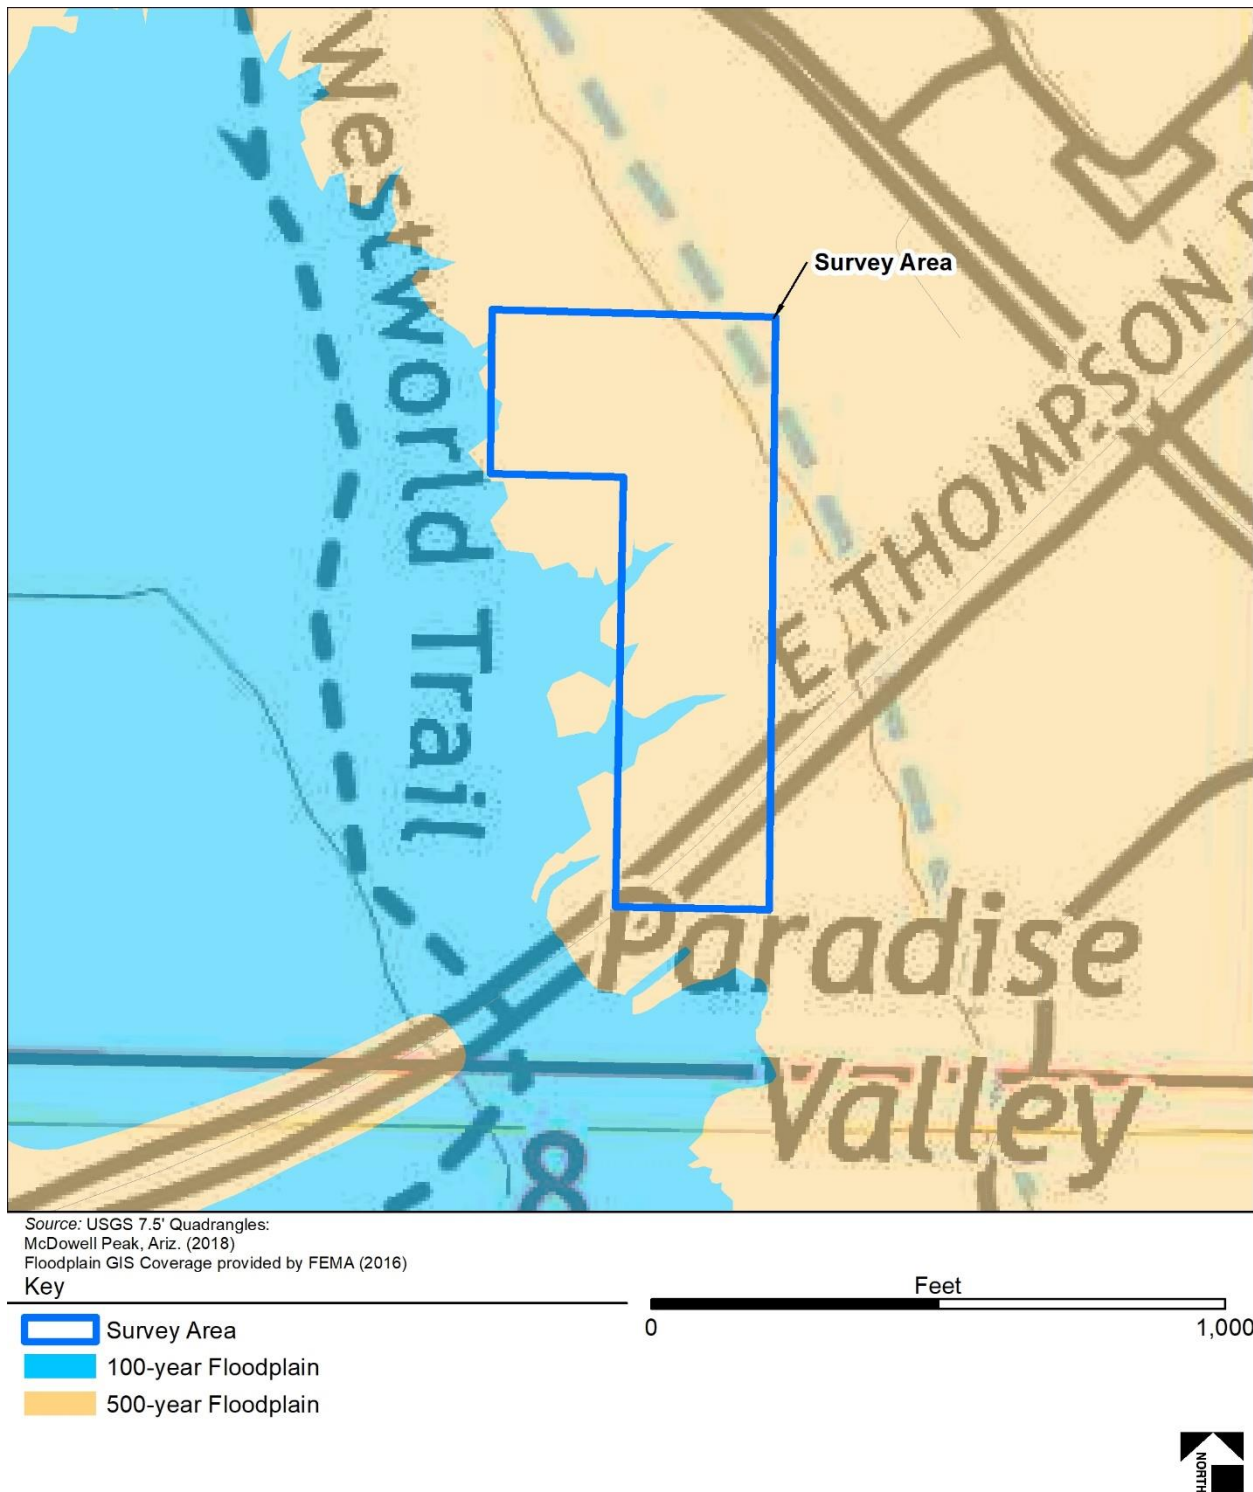 Westworld Trail
Survey Area
E THOMPSON P
Paradise
Valley
8
Source: USGS 7.5' Quadrangles:
McDowell Peak, Ariz. (2018)
Floodplain GIS Coverage provided by FEMA (2016)
Key
Feet
0 1,000
Survey Area
100-year Floodplain
500-year Floodplain
NORTH